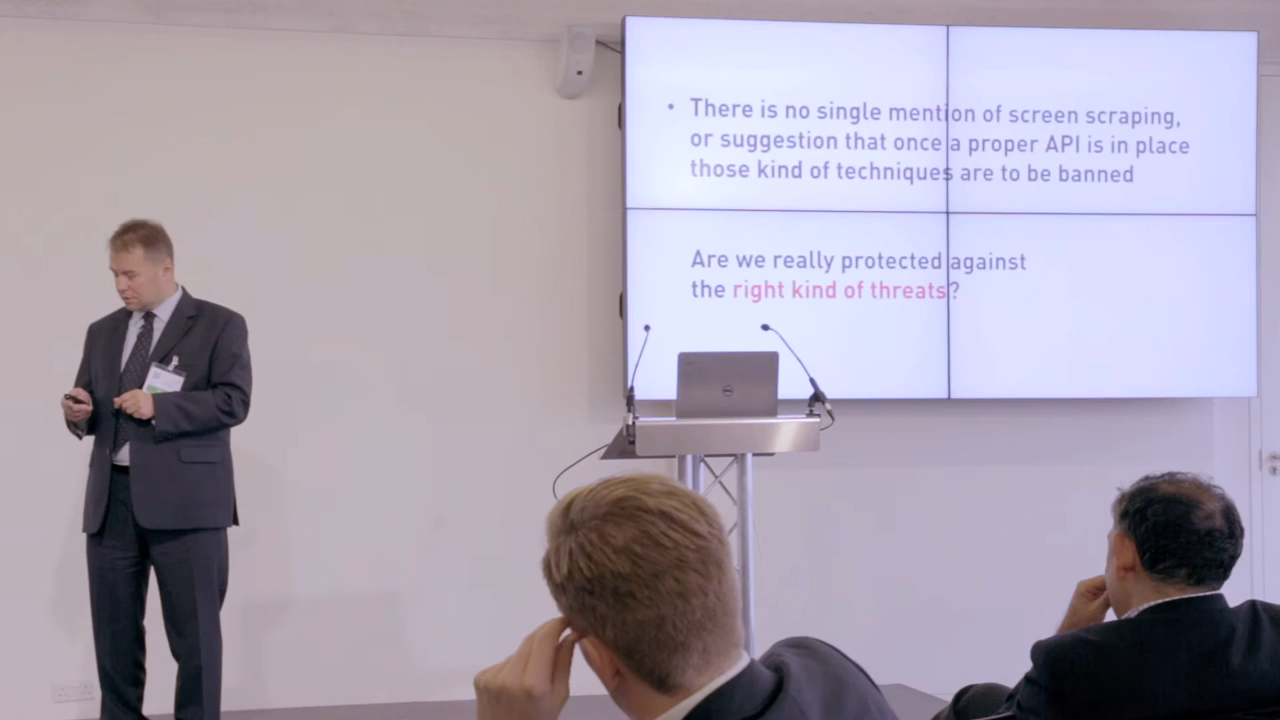 • There is no single mention of screen scraping,
or suggestion that once a proper API is in place
those kind of techniques are to be banned
Are we really protected against
the right kind of threats?